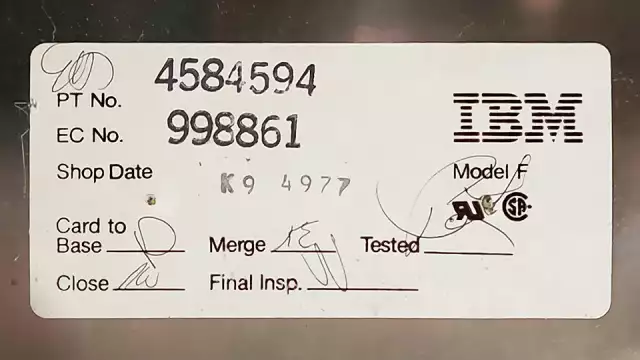 PT No. 4584594
EC No. 998861
IBM
Shop Date K9 4977
Model F
Card to
Base Merge Tested
Close Final Insp.